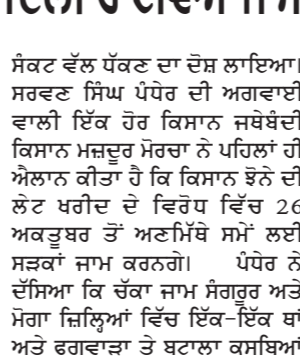 ਸੰਕਟ ਵੱਲ ਧੱਕਣ ਦਾ ਦੋਸ਼ ਲਾਇਆ।
ਸਰਵਣ ਸਿੰਘ ਪੰਧੇਰ ਦੀ ਅਗਵਾਈ
ਵਾਲੀ ਇੱਕ ਹੋਰ ਕਿਸਾਨ ਜਥੇਬੰਦੀ
ਕਿਸਾਨ ਮਜ਼ਦੂਰ ਮੋਰਚਾ ਨੇ ਪਹਿਲਾਂ ਹੀ
ਐਲਾਨ ਕੀਤਾ ਹੈ ਕਿ ਕਿਸਾਨ ਝੋਨੇ ਦੀ
ਲੇਟ ਖਰੀਦ ਦੇ ਵਿਰੋਧ ਵਿੱਚ 26
ਅਕਤੂਬਰ ਤੋਂ ਅਣਮਿੱਥੇ ਸਮੇਂ ਲਈ
ਸੜਕਾਂ ਜਾਮ ਕਰਨਗੇ। ਪੰਧੇਰ ਨੇ
ਦੱਸਿਆ ਕਿ ਚੱਕਾ ਜਾਮ ਸੰਗਰੂਰ ਅਤੇ
ਮੋਗਾ ਜ਼ਿਲ੍ਹਿਆਂ ਵਿੱਚ ਇੱਕ-ਇੱਕ ਥਾਂ
ਅਤੇ ਫਗਵਾੜਾ ਤੇ ਬਟਾਲਾ ਕਸਬਿਆਂ